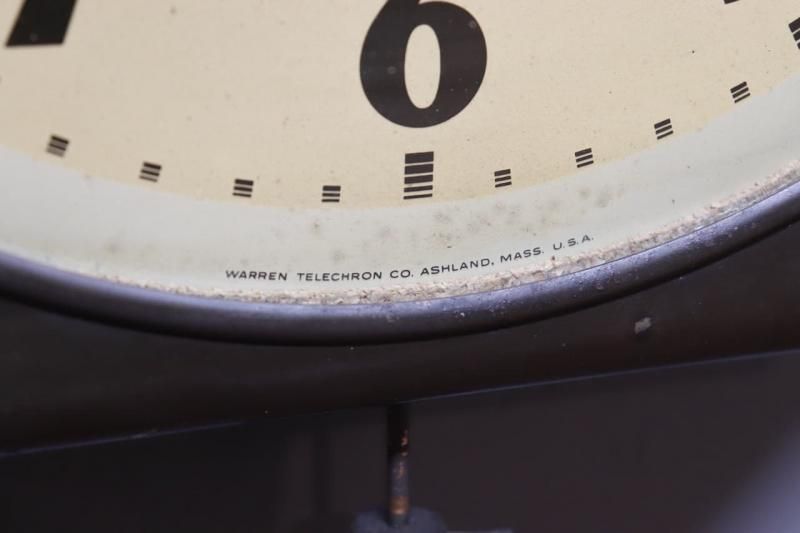 6
WARREN TELECHRON CO. ASHLAND, MASS. U.S.A.